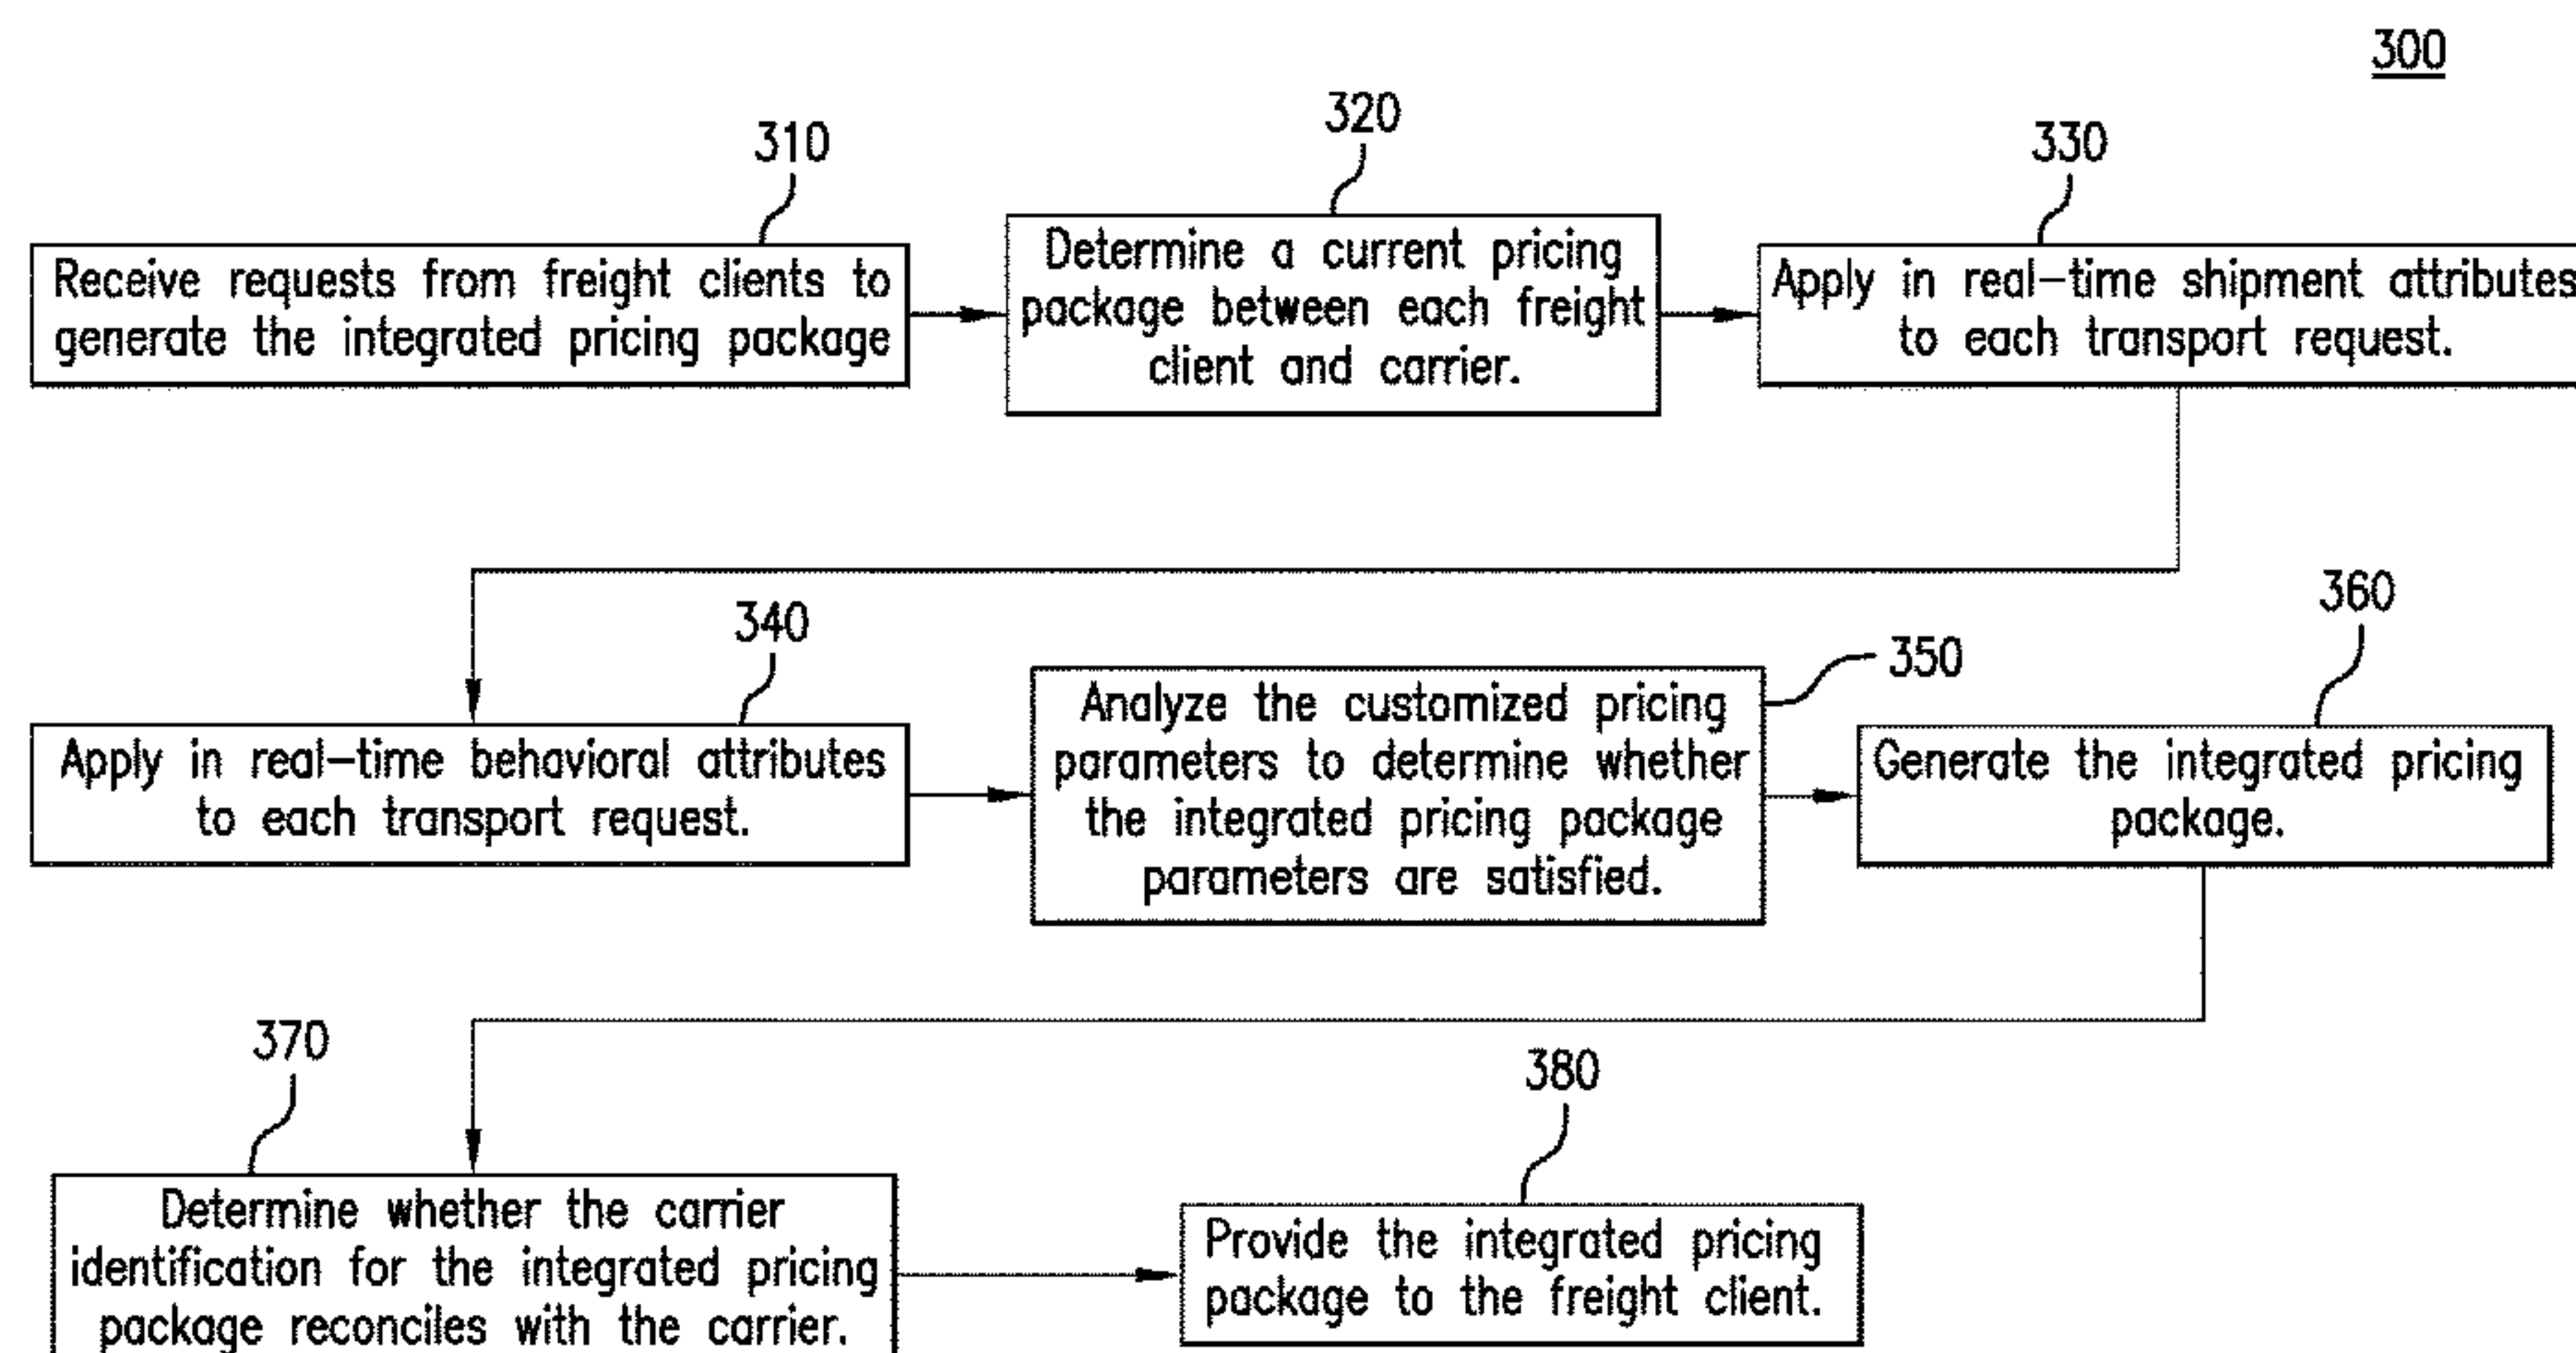 300
310
320
330
Receive requests from freight clients to
generate the integrated pricing package
Determine a current pricing
package between each freight
client and carrier.
Apply in real-time shipment attributes
to each transport request.
340
350
360
Apply in real-time behavioral attributes
to each transport request.
Analyze the customized pricing
parameters to determine whether
the integrated pricing package
parameters are satisfied.
Generate the integrated pricing
package.
370
380
Determine whether the carrier
identification for the integrated pricing
package reconciles with the carrier.
Provide the integrated pricing
package to the freight client.